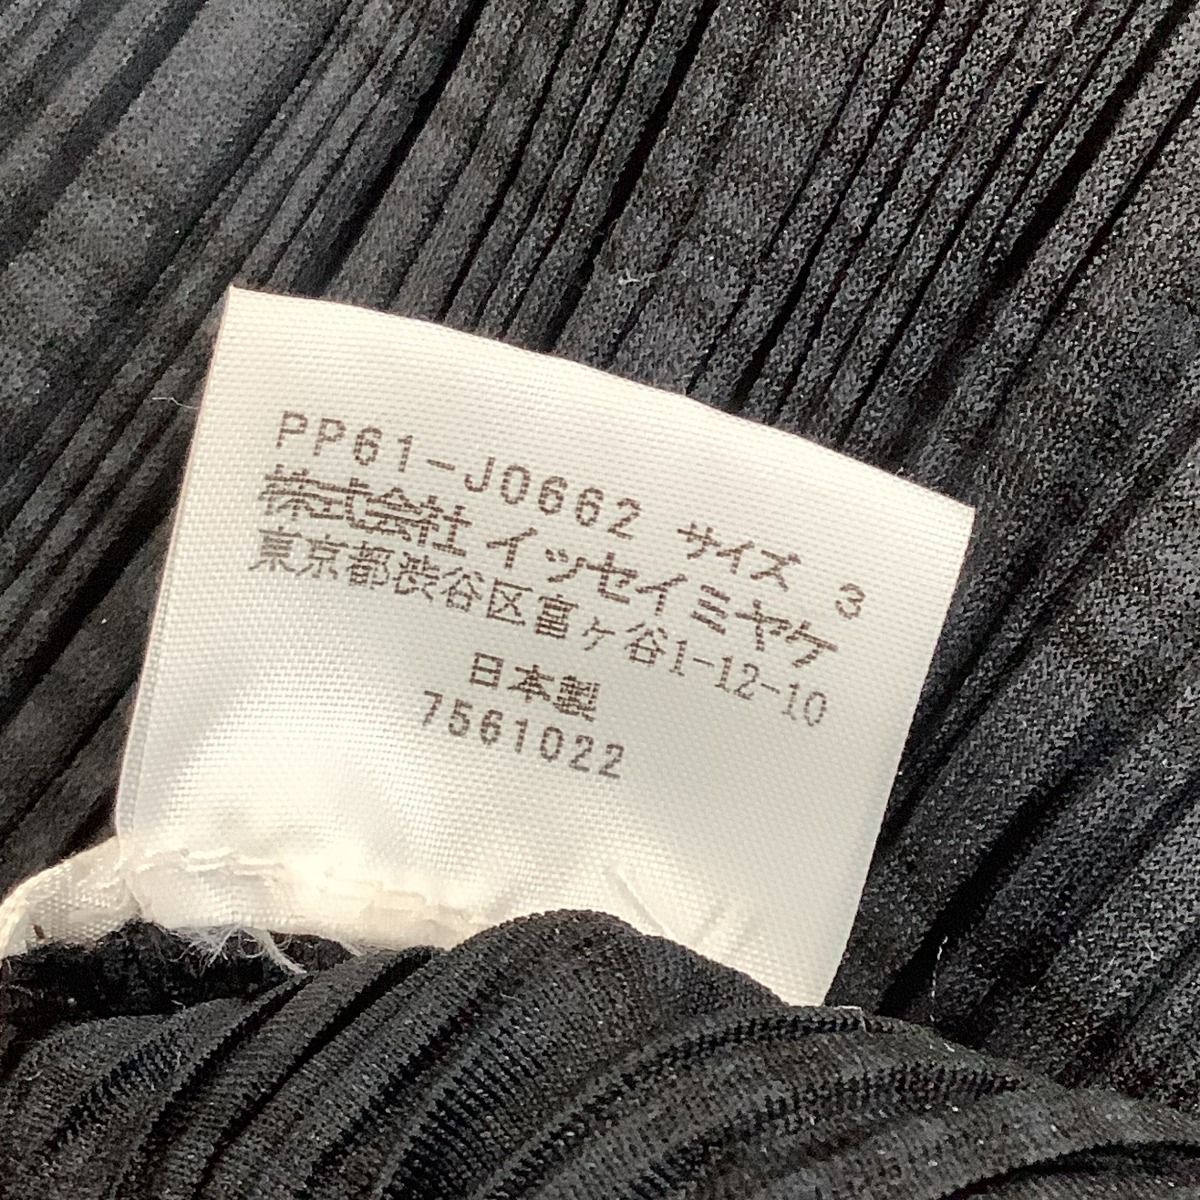 PP61-J0662 サイズ 3
株式会社 イッセイミヤケ
東京都渋谷区富ヶ谷1-12-10
日本製
7561022